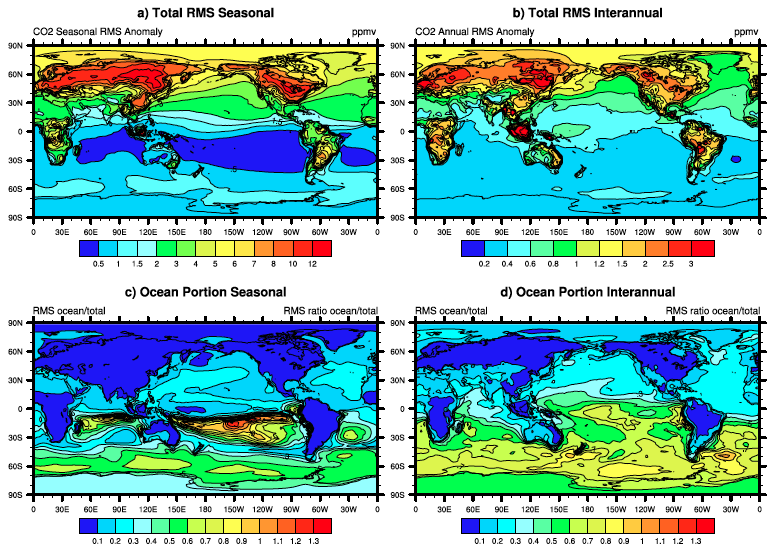 a) Total RMS Seasonal
CO2 Seasonal RMS Anomaly ppmv
90N
60N
30N
0
30S
60S
90S
0 30E 60E 90E 120E 150E 180 150W 120W 90W 60W 30W 0
0.5 1 1.5 2 3 4 5 6 7 8 10 12
b) Total RMS Interannual
CO2 Annual RMS Anomaly ppmv
90N
60N
30N
0
30S
60S
90S
0 30E 60E 90E 120E 150E 180 150W 120W 90W 60W 30W 0
0.2 0.4 0.6 0.8 1 1.2 1.5 2 2.5 3
c) Ocean Portion Seasonal
RMS ocean/total RMS ratio ocean/total
90N
60N
30N
0
30S
60S
90S
0 30E 60E 90E 120E 150E 180 150W 120W 90W 60W 30W 0
0.1 0.2 0.3 0.4 0.5 0.6 0.7 0.8 0.9 1 1.1 1.2 1.3
d) Ocean Portion Interannual
RMS ocean/total RMS ratio ocean/total
90N
60N
30N
0
30S
60S
90S
0 30E 60E 90E 120E 150E 180 150W 120W 90W 60W 30W 0
0.1 0.2 0.3 0.4 0.5 0.6 0.7 0.8 0.9 1 1.1 1.2 1.3